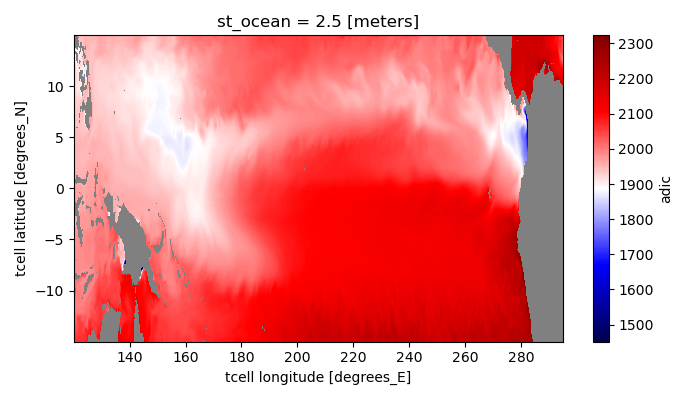 st_ocean = 2.5 [meters]
10
5
0
−5
−10
tcell latitude [degrees_N]
140 160 180 200 220 240 260 280
tcell longitude [degrees_E]
2300
2200
2100
2000
1900
1800
1700
1600
1500
adic